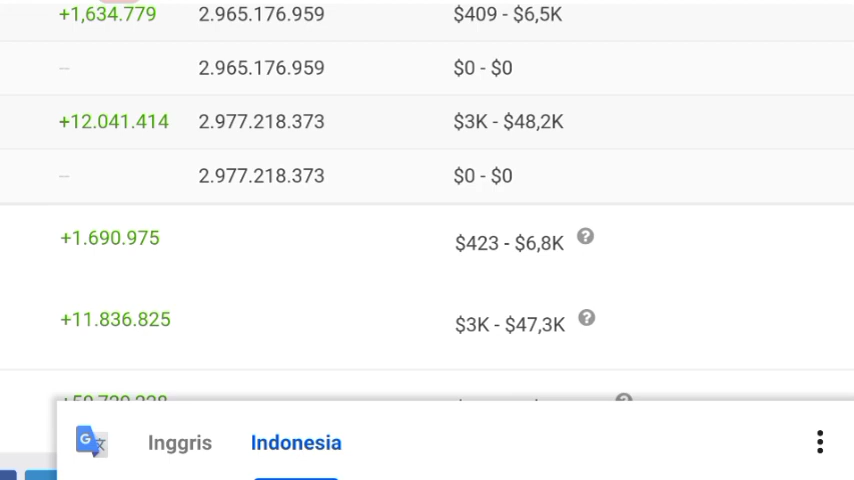 +1,634.779 2.965.176.959 $409 - $6,5K
-- 2.965.176.959 $0 - $0
+12.041.414 2.977.218.373 $3K - $48,2K
-- 2.977.218.373 $0 - $0
+1.690.975 $423 - $6,8K ?
+11.836.825 $3K - $47,3K ?
Inggris Indonesia